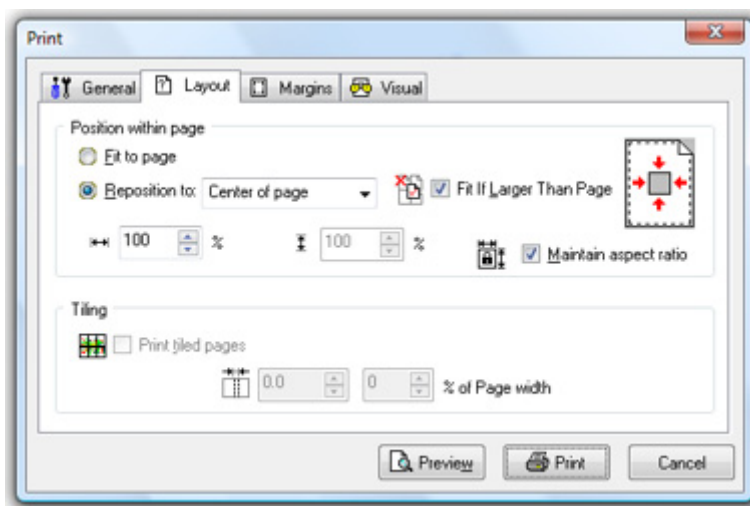 Print
General Layout Margins Visual
Position within page
Fit to page
Reposition to: Center of page Fit If Larger Than Page
100 % 100 % Maintain aspect ratio
Tiling
Print tiled pages
0.0 0 % of Page width
Preview Print Cancel